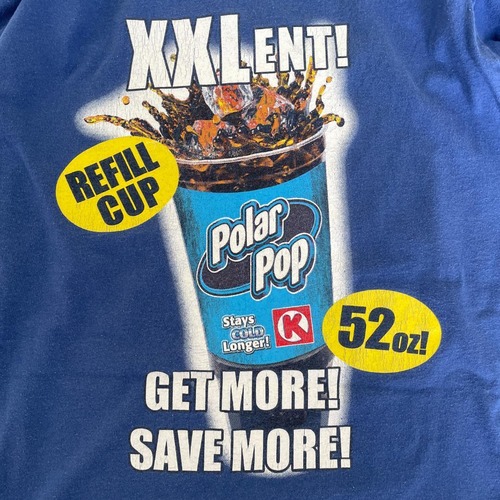 XXLENT!
REFILL
CUP
Polar
Pop
Stays
COLD
Longer!
K
52oz!
GET MORE!
SAVE MORE!